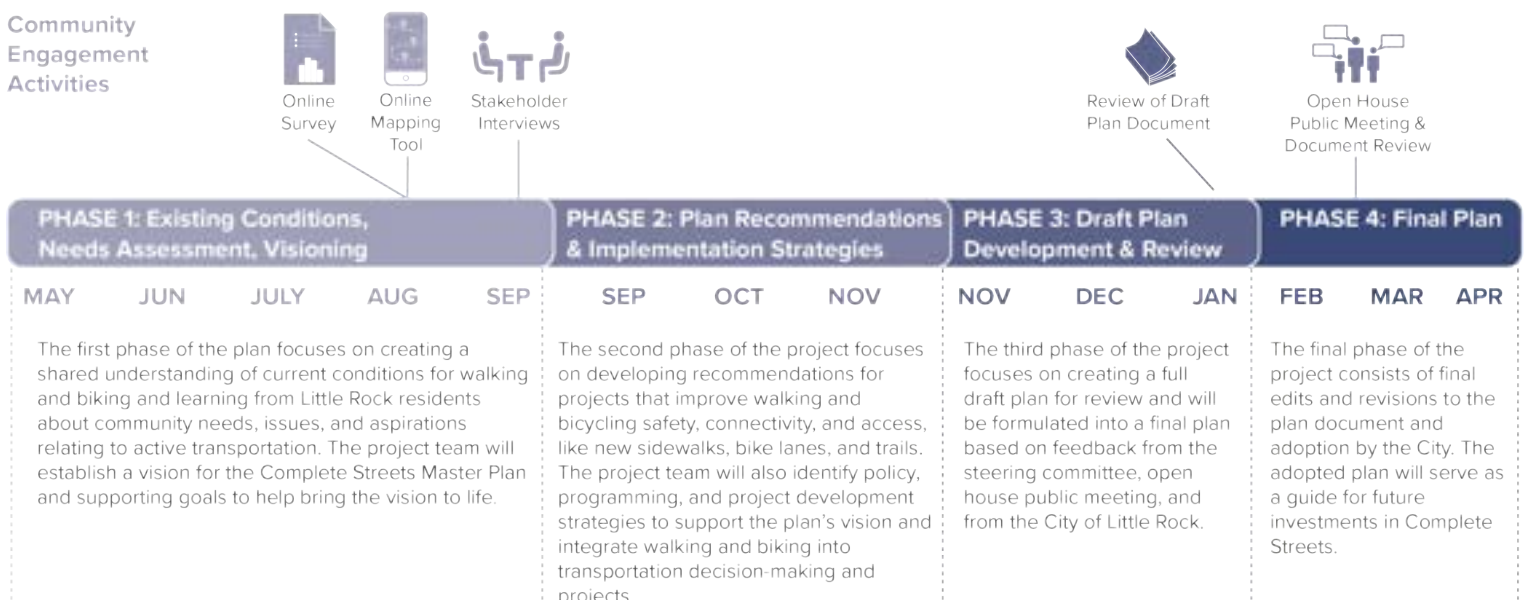 Community
Engagement
Activities
Online
Survey
Online
Mapping
Tool
Stakeholder
Interviews
Review of Draft
Plan Document
Open House
Public Meeting &
Document Review
PHASE 1: Existing Conditions,
Needs Assessment, Visioning
PHASE 2: Plan Recommendations
& Implementation Strategies
PHASE 3: Draft Plan
Development & Review
PHASE 4: Final Plan
MAY JUN JULY AUG SEP
SEP OCT NOV
NOV DEC JAN
FEB MAR APR
The first phase of the plan focuses on creating a
shared understanding of current conditions for walking
and biking and learning from Little Rock residents
about community needs, issues, and aspirations
relating to active transportation. The project team will
establish a vision for the Complete Streets Master Plan
and supporting goals to help bring the vision to life.
The second phase of the project focuses
on developing recommendations for
projects that improve walking and
bicycling safety, connectivity, and access,
like new sidewalks, bike lanes, and trails.
The project team will also identify policy,
programming, and project development
strategies to support the plan's vision and
integrate walking and biking into
transportation decision-making and
projects
The third phase of the project
focuses on creating a full
draft plan for review and will
be formulated into a final plan
based on feedback from the
steering committee, open
house public meeting, and
from the City of Little Rock.
The final phase of the
project consists of final
edits and revisions to the
plan document and
adoption by the City. The
adopted plan will serve as
a guide for future
investments in Complete
Streets.